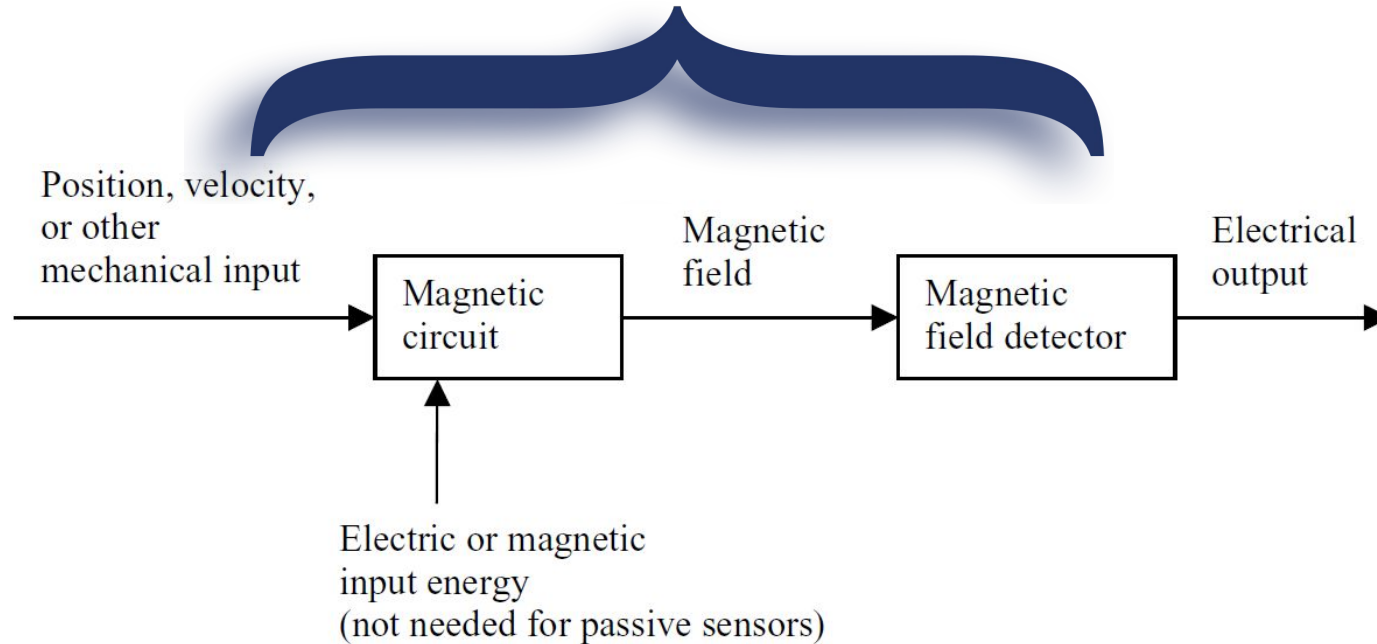 Position, velocity,
or other
mechanical input
Magnetic
circuit
Magnetic
field
Magnetic
field detector
Electrical
output
Electric or magnetic
input energy
(not needed for passive sensors)